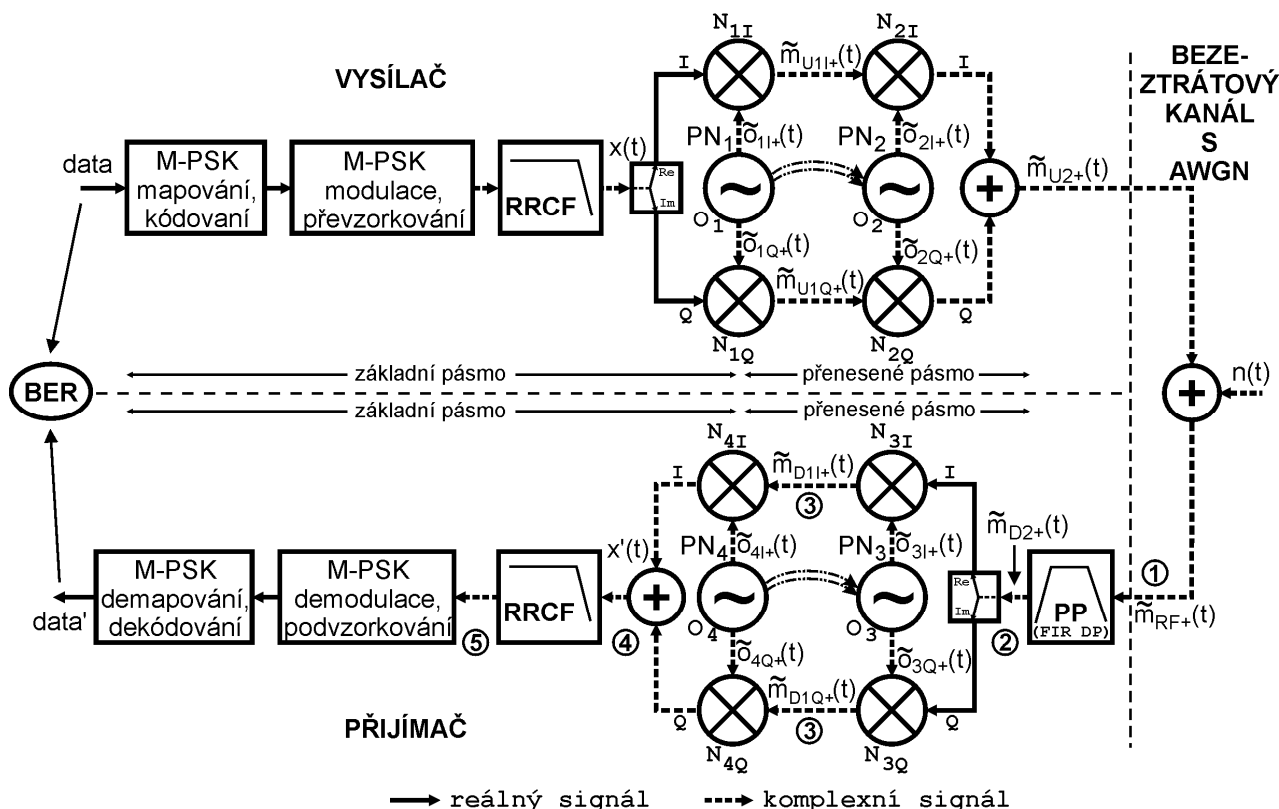 VYSÍLAČ
BEZE-
ZTRÁTOVÝ
KANÁL
S
AWGN
N1I
N2I
I
m̃U1I+(t)
I
PN1
õ1I+(t)
PN2
õ2I+(t)
data
M-PSK
mapování,
kódovaní
M-PSK
modulace,
převzorkování
RRCF
x(t)
Re
Im
~
~
+
m̃U2+(t)
O1
O2
õ1Q+(t)
õ2Q+(t)
m̃U1Q+(t)
Q
Q
N1Q
N2Q
základní pásmo
přenesené pásmo
BER
n(t)
+
základní pásmo
přenesené pásmo
N4I
N3I
I
m̃D1I+(t)
I
3
PN4
õ4I+(t)
PN3
õ3I+(t)
m̃D2+(t)
data'
M-PSK
demapování,
dekódování
M-PSK
demodulace,
podvzorkování
5
RRCF
4
x'(t)
+
~
~
Re
Im
2
PP
(FIR DP)
1
m̃RF+(t)
O4
O3
õ4Q+(t)
õ3Q+(t)
m̃D1Q+(t)
Q
3
Q
N4Q
N3Q
PŘIJÍMAČ
reálný signál
komplexní signál